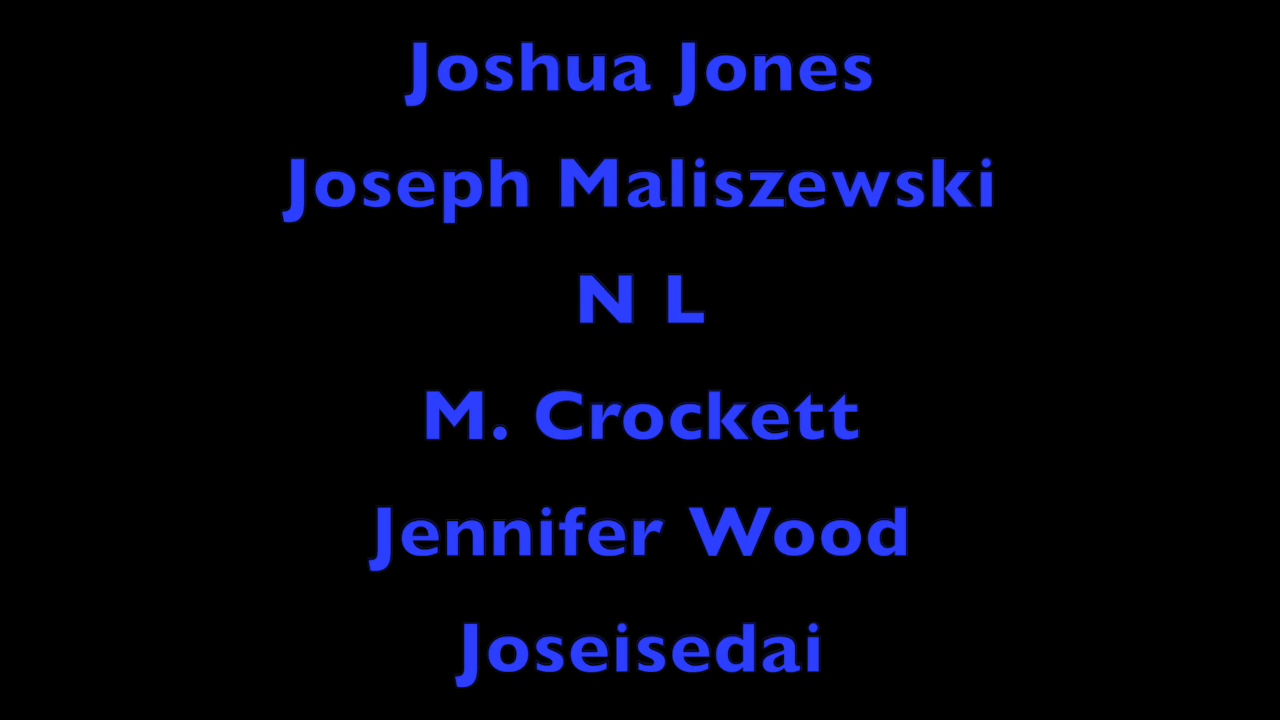 Joshua Jones
Joseph Maliszewski
N L
M. Crockett
Jennifer Wood
Joseisedai